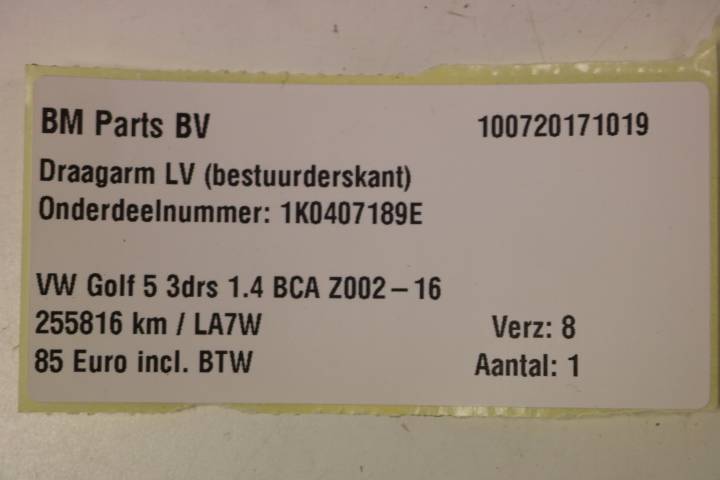 BM Parts BV 100720171019
Draagarm LV (bestuurderskant)
Onderdeelnummer: 1K0407189E
VW Golf 5 3drs 1.4 BCA Z002-16
255816 km / LA7W Verz: 8
85 Euro incl. BTW Aantal: 1